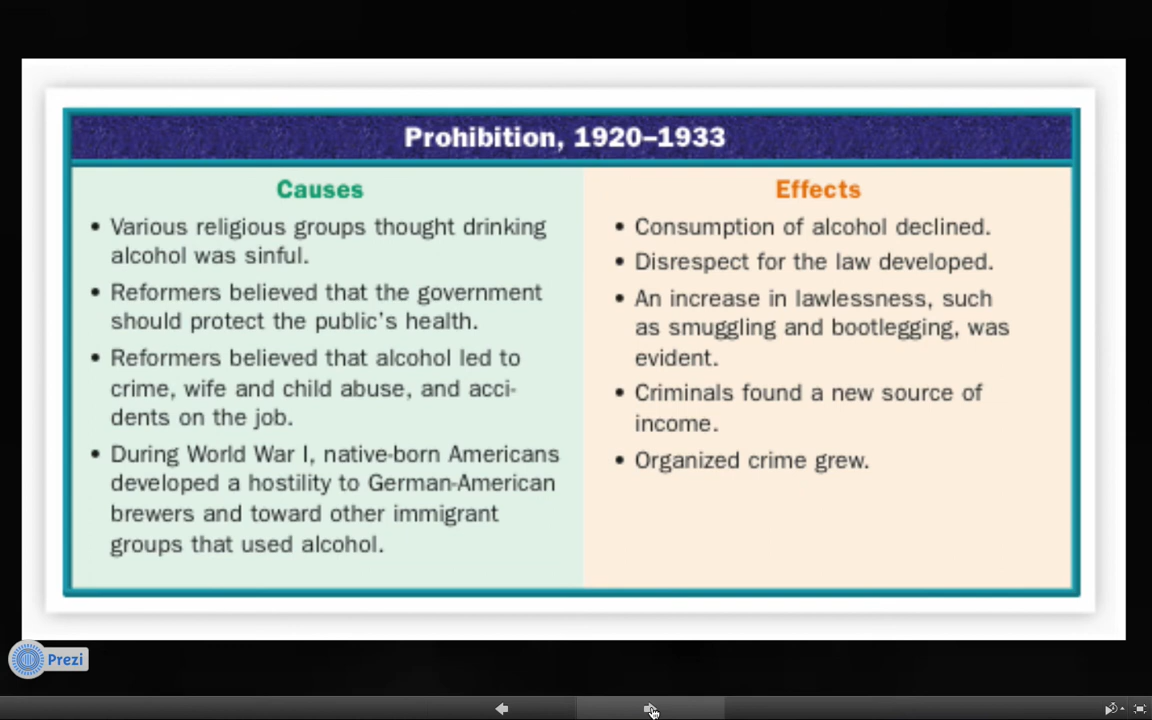 Prohibition, 1920–1933
Causes
• Various religious groups thought drinking
alcohol was sinful.
• Reformers believed that the government
should protect the public's health.
• Reformers believed that alcohol led to
crime, wife and child abuse, and acci-
dents on the job.
• During World War I, native-born Americans
developed a hostility to German-American
brewers and toward other immigrant
groups that used alcohol.
Effects
• Consumption of alcohol declined.
• Disrespect for the law developed.
• An increase in lawlessness, such
as smuggling and bootlegging, was
evident.
• Criminals found a new source of
income.
• Organized crime grew.
Prezi